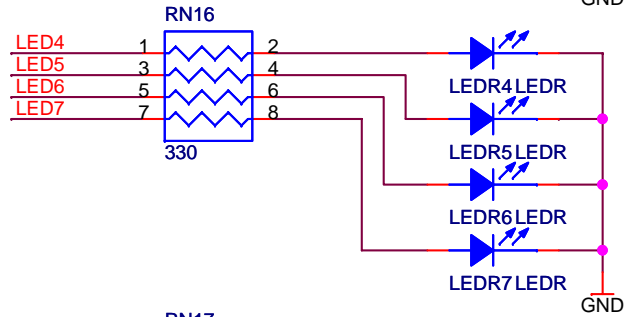 GND
RN16
LED4 1 2
LED5 3 4
LEDR4 LEDR
LED6 5 6
LED7 7 8
330
LEDR5 LEDR
LEDR6 LEDR
LEDR7 LEDR
GND
RN17